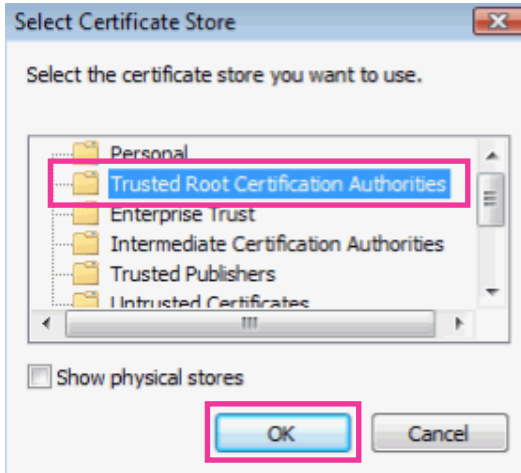 Select Certificate Store
Select the certificate store you want to use.
Personal
Trusted Root Certification Authorities
Enterprise Trust
Intermediate Certification Authorities
Trusted Publishers
Untrusted Certificates
Show physical stores
OK
Cancel